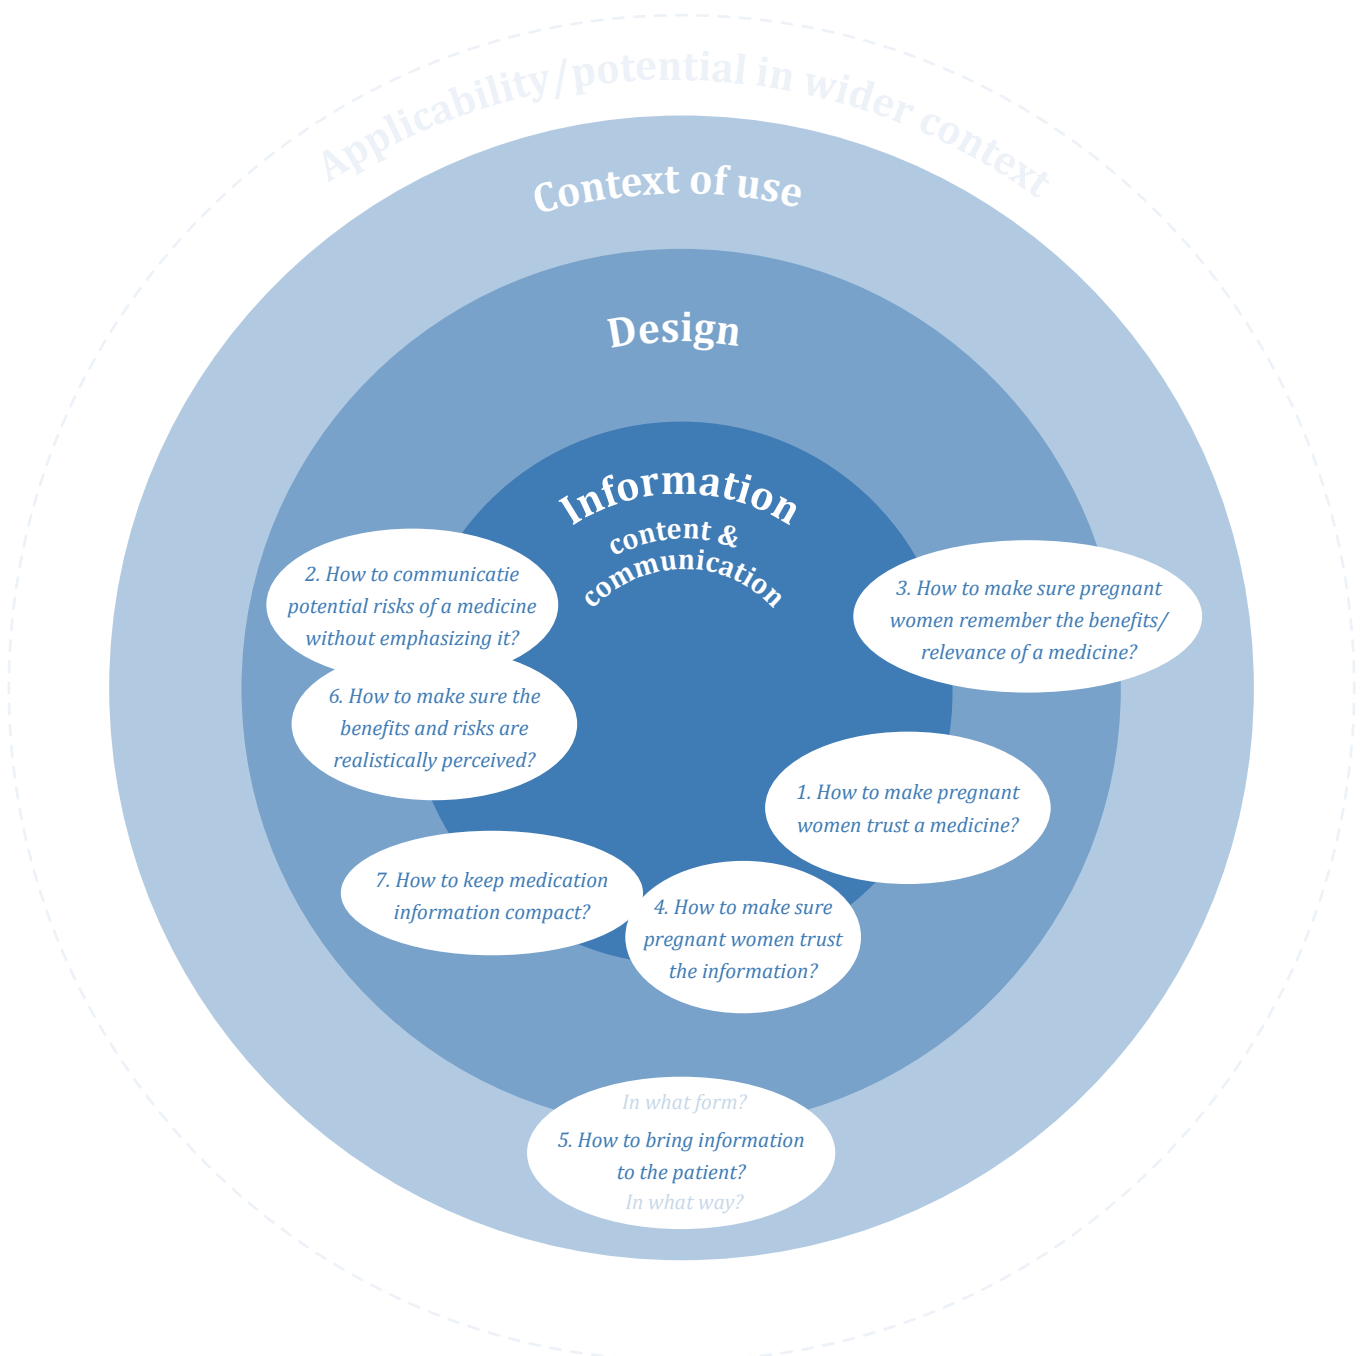 Applicability/potential in wider context
Context of use
Design
Information
content &
communication
2. How to communicatie
potential risks of a medicine
without emphasizing it?
3. How to make sure pregnant
women remember the benefits/
relevance of a medicine?
6. How to make sure the
benefits and risks are
realistically perceived?
1. How to make pregnant
women trust a medicine?
7. How to keep medication
information compact?
4. How to make sure
pregnant women trust
the information?
In what form?
5. How to bring information
to the patient?
In what way?